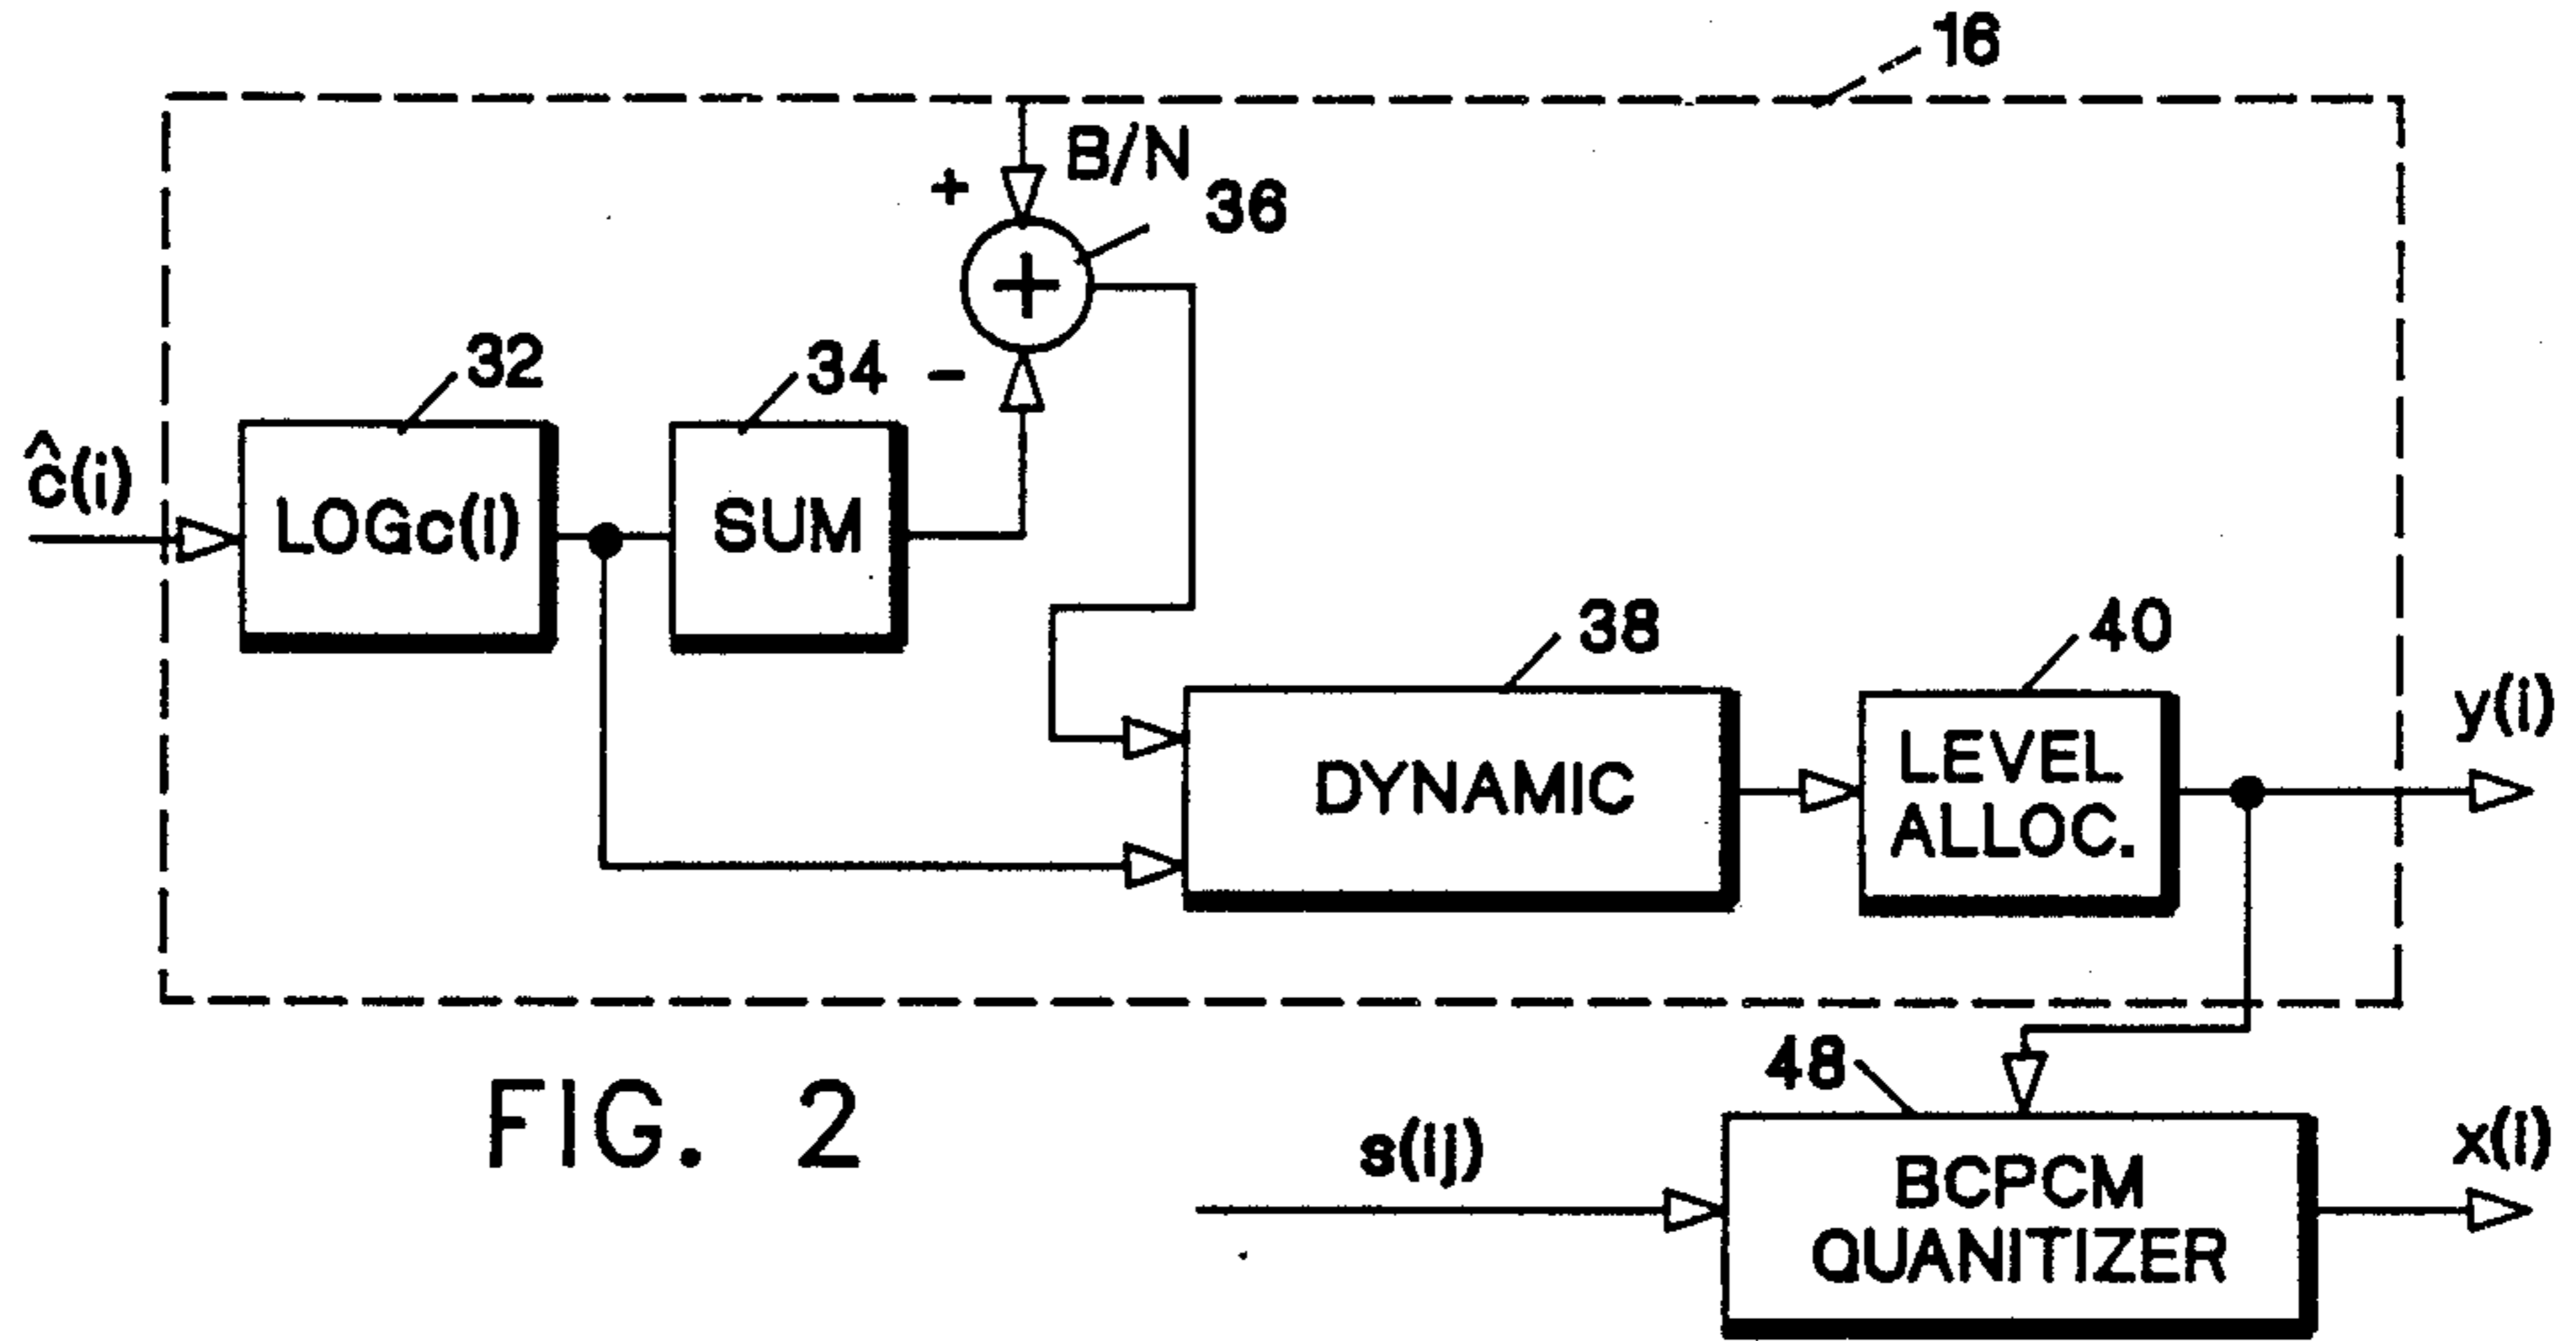 16
B/N
+
36
+
32
34
-
ĉ(i)
LOGc(I)
SUM
38
40
y(i)
DYNAMIC
LEVEL
ALLOC.
48
FIG. 2
s(Ij)
x(I)
BCPCM
QUANITIZER